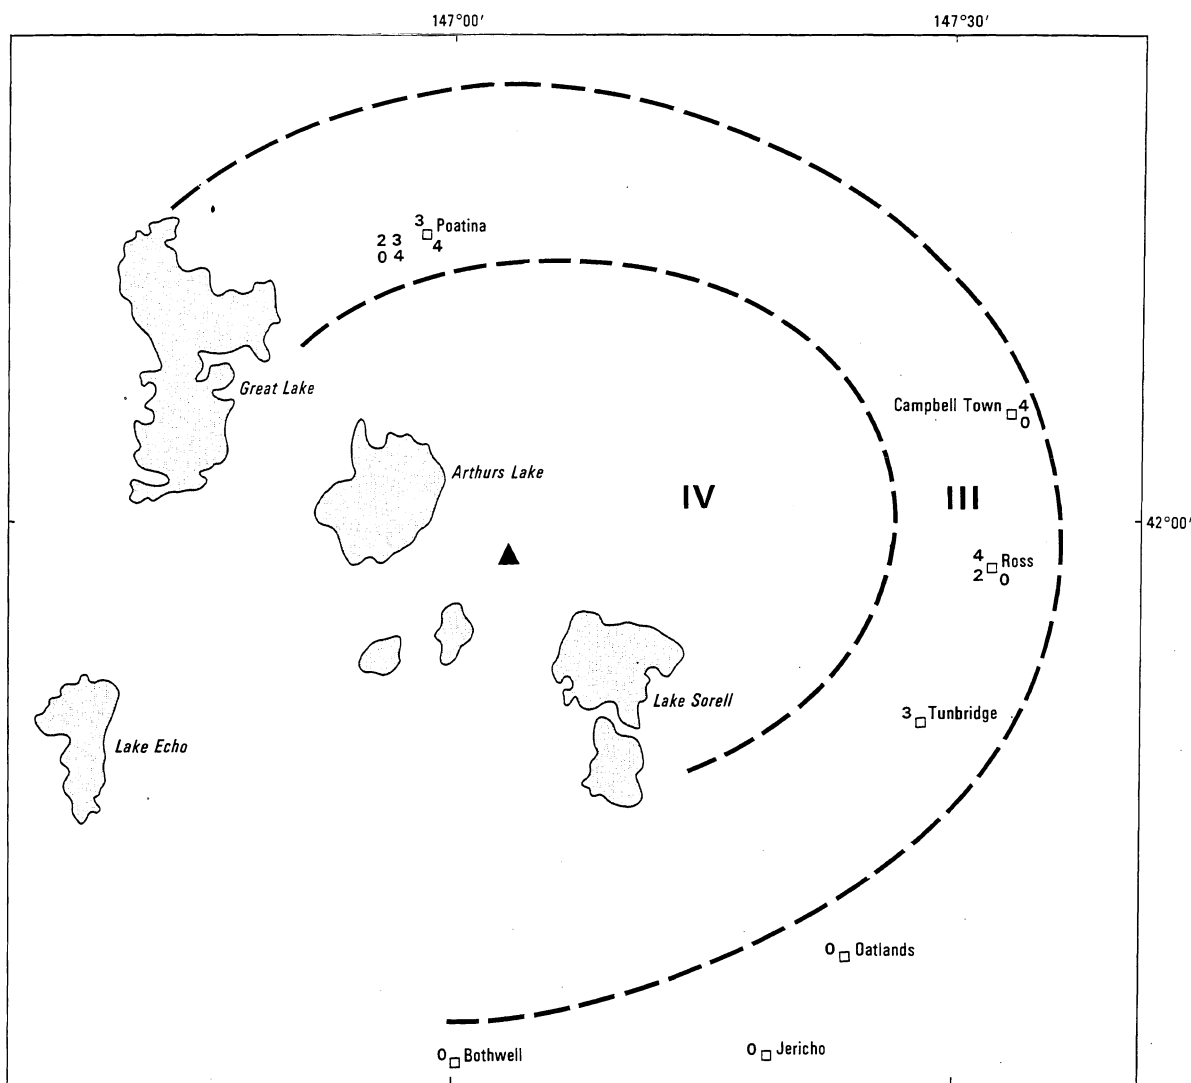 147°00' 147°30'
3 Poatina
2 3 4
0 4
Great Lake
Campbell Town 4
0
Arthurs Lake
IV III
42°00'
4 Ross
2 0
Lake Sorell
3 Tunbridge
Lake Echo
0 Oatlands
0 Bothwell
0 Jericho